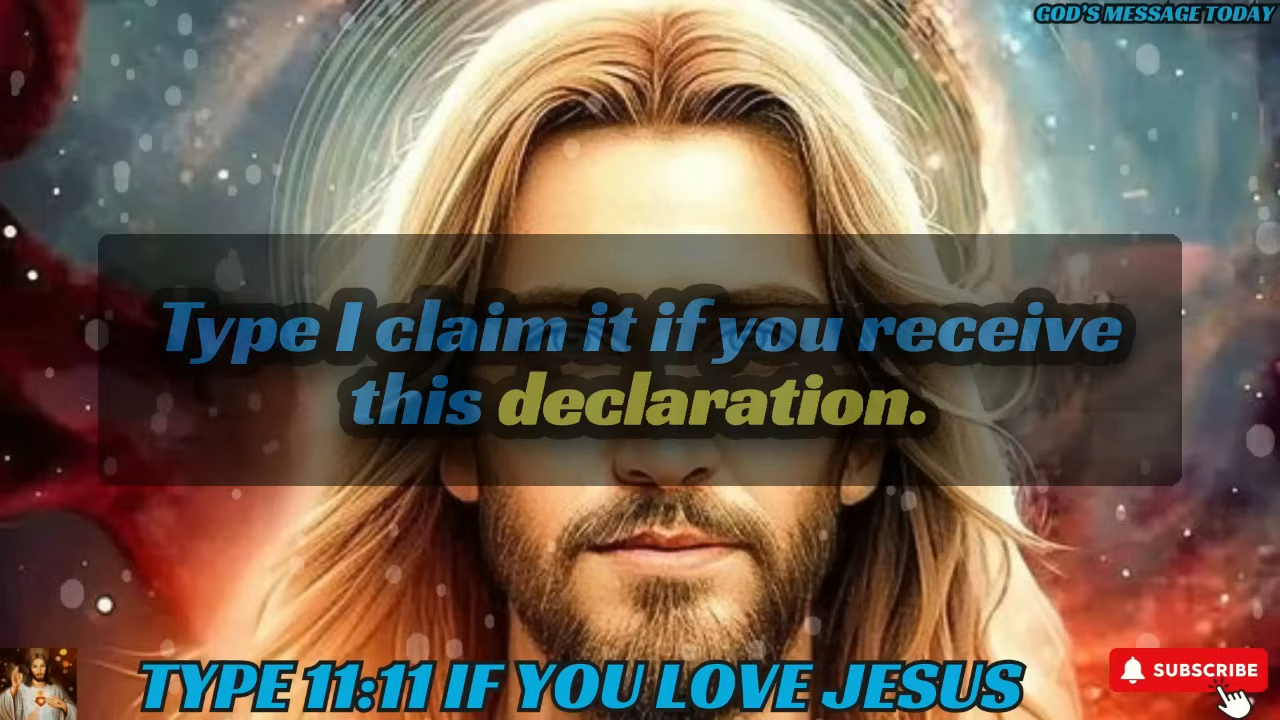 GOD'S MESSAGE TODAY
Type I claim it if you receive
this declaration.
TYPE 11:11 IF YOU LOVE JESUS
SUBSCRIBE